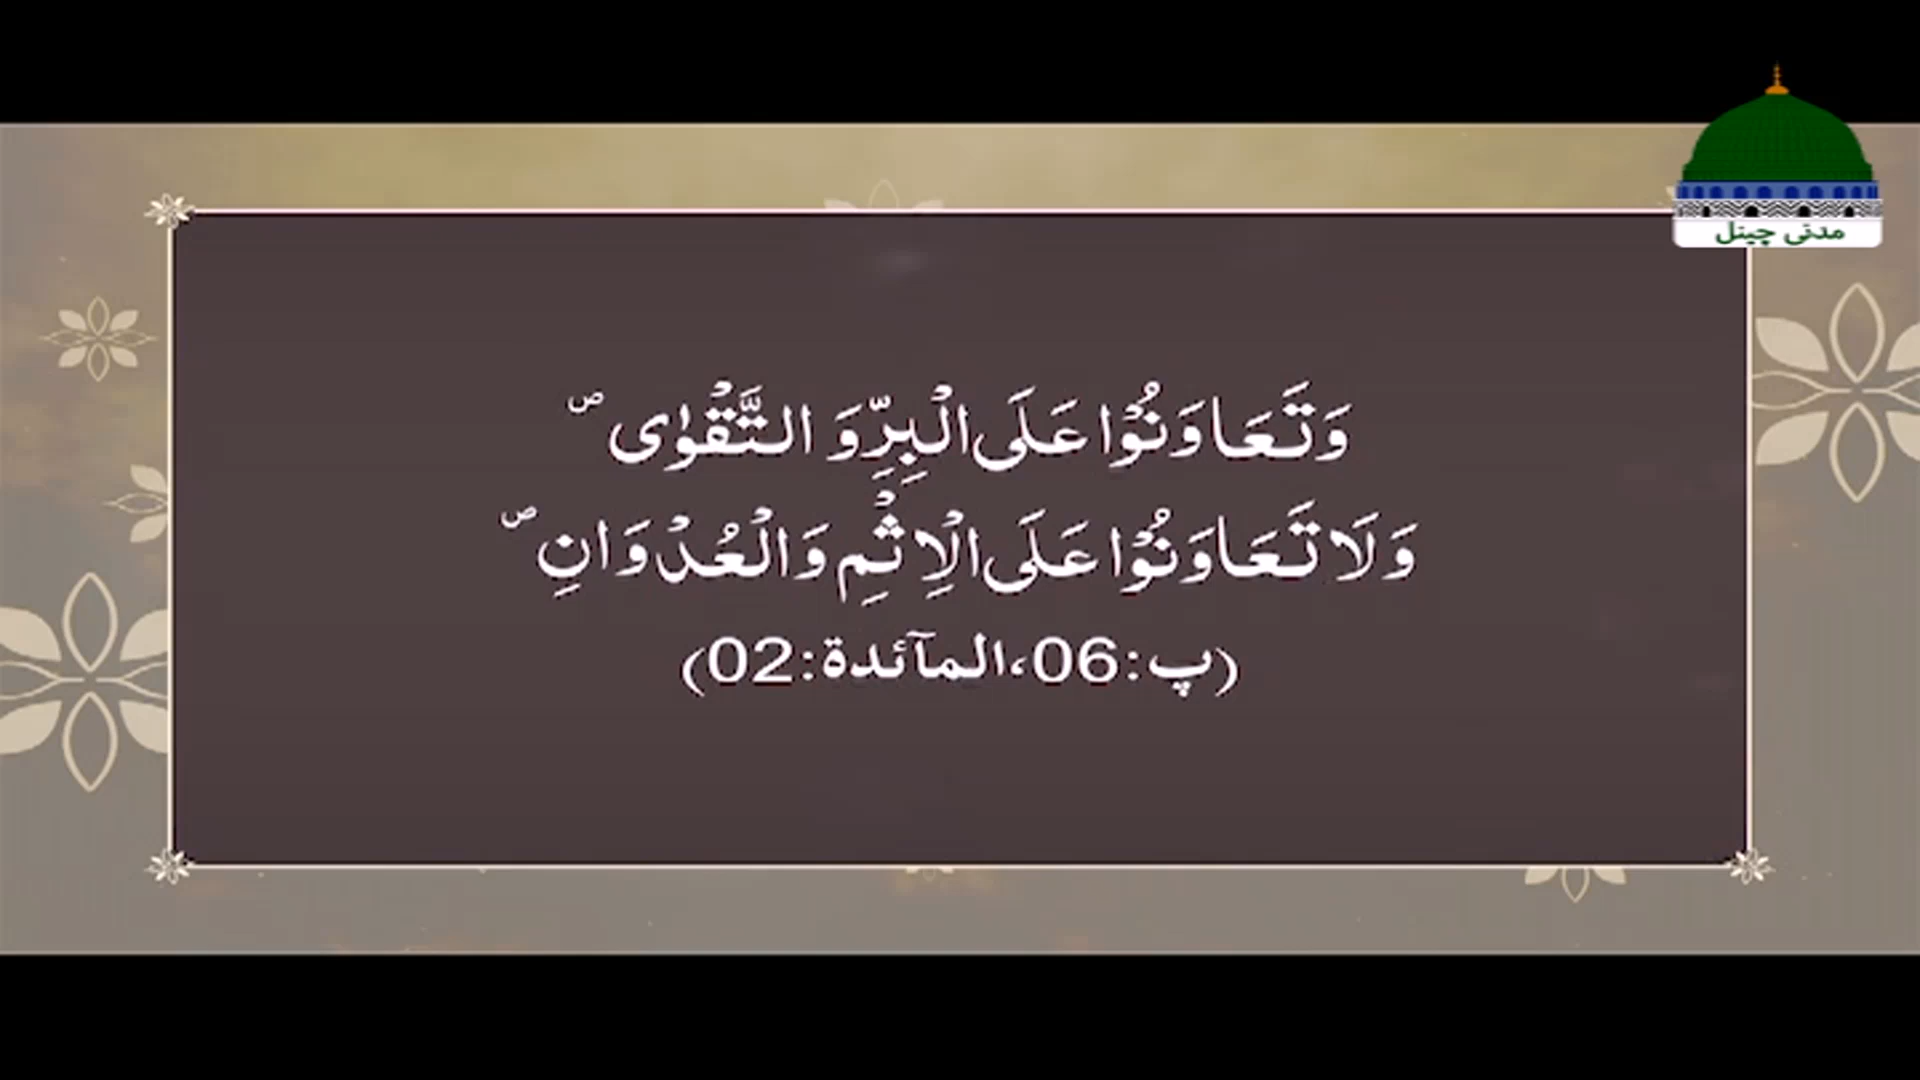 مدنی چینل
وَتَعَاوَنُوْا عَلَى الْبِرِّ وَ التَّقْوٰى ۪
وَلَا تَعَاوَنُوْا عَلَى الْاِثْمِ وَالْعُدْوَانِ ۪
(پ:06،المآئدة:02)